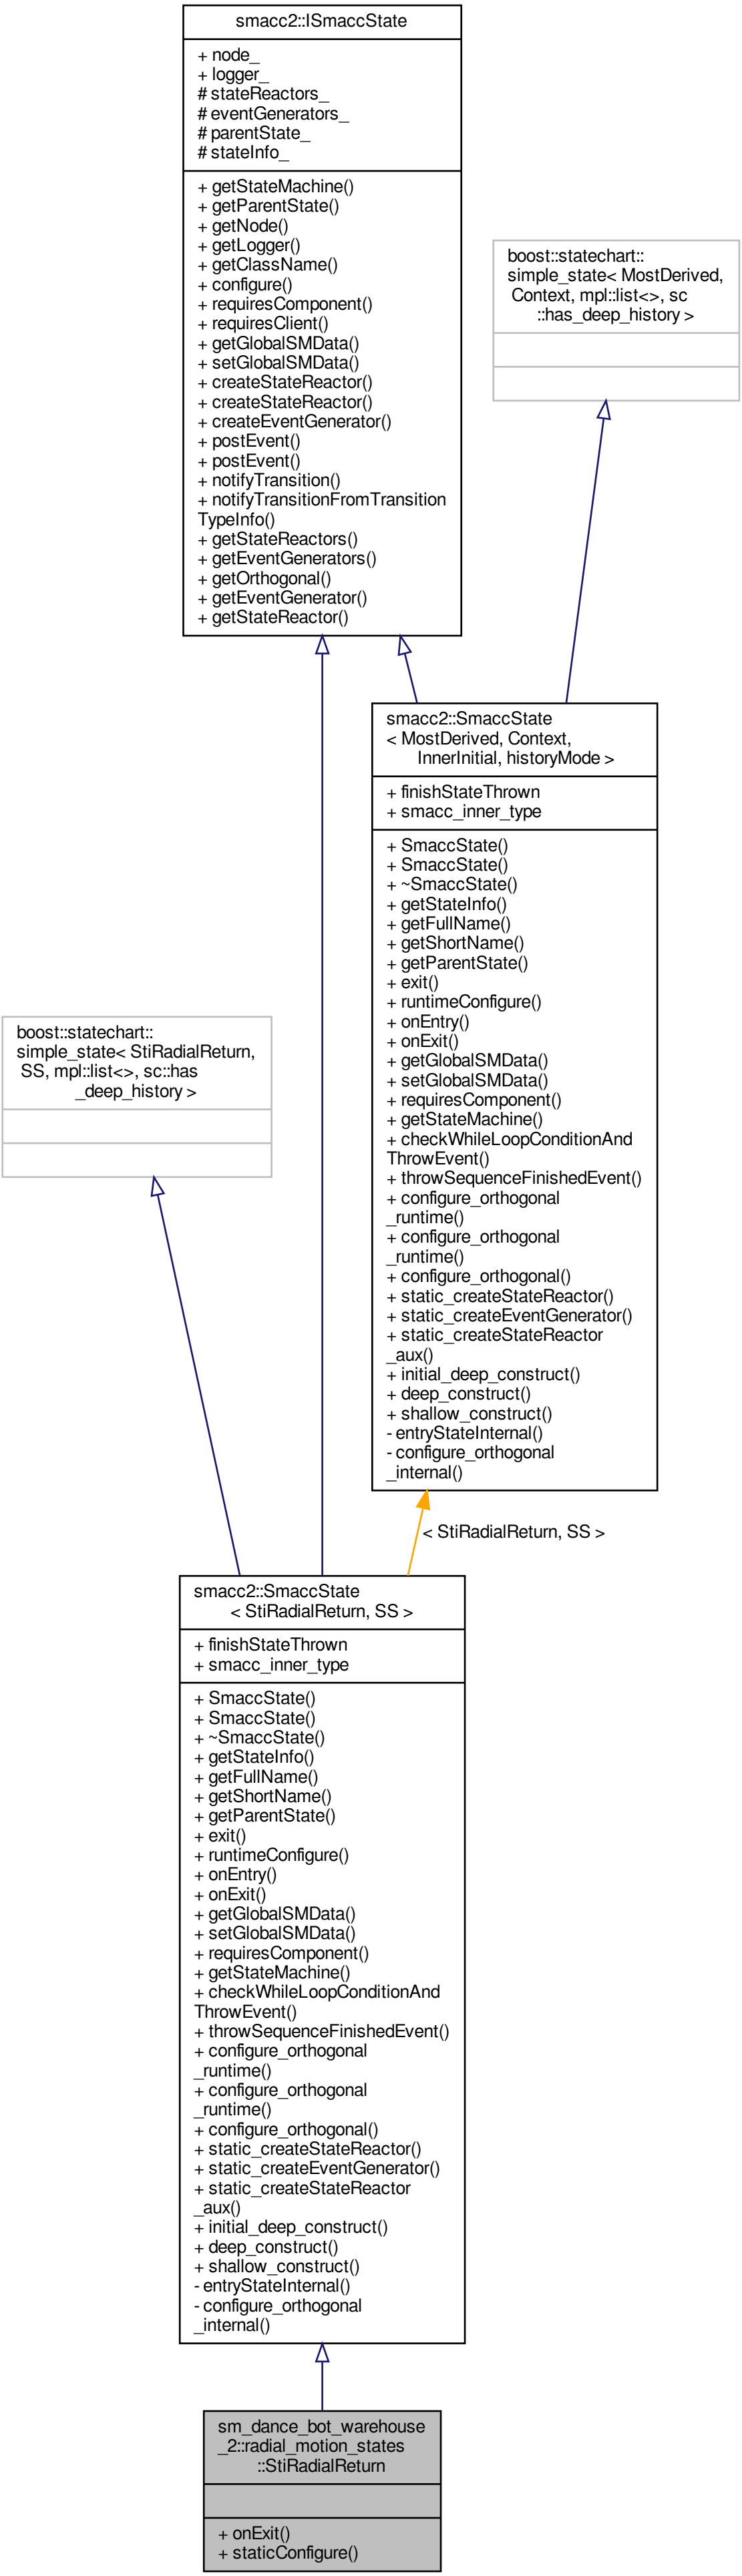 smacc2::ISmaccState
+ node_
+ logger_
# stateReactors_
# eventGenerators_
# parentState_
# stateInfo_
+ getStateMachine()
+ getParentState()
+ getNode()
+ getLogger()
+ getClassName()
+ configure()
+ requiresComponent()
+ requiresClient()
+ getGlobalSMData()
+ setGlobalSMData()
+ createStateReactor()
+ createStateReactor()
+ createEventGenerator()
+ postEvent()
+ postEvent()
+ notifyTransition()
+ notifyTransitionFromTransition
TypeInfo()
+ getStateReactors()
+ getEventGenerators()
+ getOrthogonal()
+ getEventGenerator()
+ getStateReactor()
boost::statechart::
simple_state< MostDerived,
Context, mpl::list<>, sc
::has_deep_history >
smacc2::SmaccState
< MostDerived, Context,
InnerInitial, historyMode >
+ finishStateThrown
+ smacc_inner_type
+ SmaccState()
+ SmaccState()
+ ~SmaccState()
+ getStateInfo()
+ getFullName()
+ getShortName()
+ getParentState()
+ exit()
+ runtimeConfigure()
+ onEntry()
+ onExit()
+ getGlobalSMData()
+ setGlobalSMData()
+ requiresComponent()
+ getStateMachine()
+ checkWhileLoopConditionAnd
ThrowEvent()
+ throwSequenceFinishedEvent()
+ configure_orthogonal
_runtime()
+ configure_orthogonal
_runtime()
+ configure_orthogonal()
+ static_createStateReactor()
+ static_createEventGenerator()
+ static_createStateReactor
_aux()
+ initial_deep_construct()
+ deep_construct()
+ shallow_construct()
- entryStateInternal()
- configure_orthogonal
_internal()
boost::statechart::
simple_state< StiRadialReturn,
SS, mpl::list<>, sc::has
_deep_history >
< StiRadialReturn, SS >
smacc2::SmaccState
< StiRadialReturn, SS >
+ finishStateThrown
+ smacc_inner_type
+ SmaccState()
+ SmaccState()
+ ~SmaccState()
+ getStateInfo()
+ getFullName()
+ getShortName()
+ getParentState()
+ exit()
+ runtimeConfigure()
+ onEntry()
+ onExit()
+ getGlobalSMData()
+ setGlobalSMData()
+ requiresComponent()
+ getStateMachine()
+ checkWhileLoopConditionAnd
ThrowEvent()
+ throwSequenceFinishedEvent()
+ configure_orthogonal
_runtime()
+ configure_orthogonal
_runtime()
+ configure_orthogonal()
+ static_createStateReactor()
+ static_createEventGenerator()
+ static_createStateReactor
_aux()
+ initial_deep_construct()
+ deep_construct()
+ shallow_construct()
- entryStateInternal()
- configure_orthogonal
_internal()
sm_dance_bot_warehouse
_2::radial_motion_states
::StiRadialReturn
+ onExit()
+ staticConfigure()